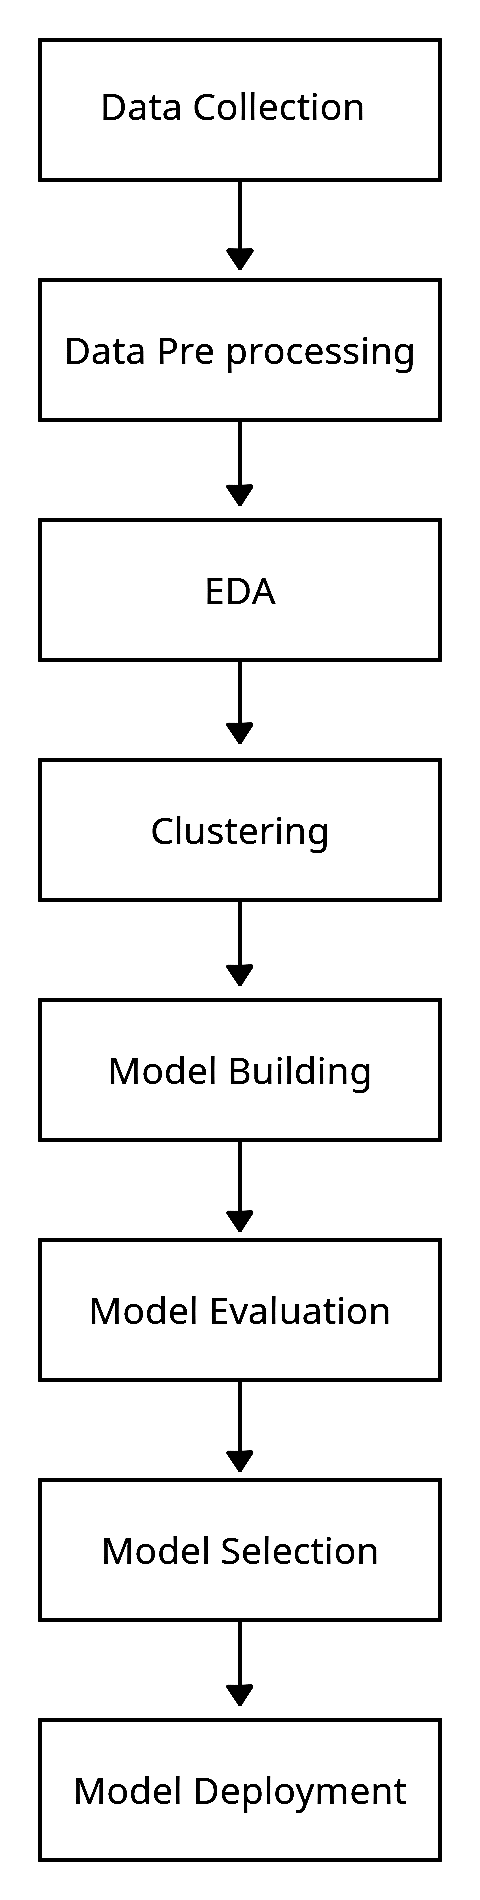 Data Collection
Data Pre processing
EDA
Clustering
Model Building
Model Evaluation
Model Selection
Model Deployment